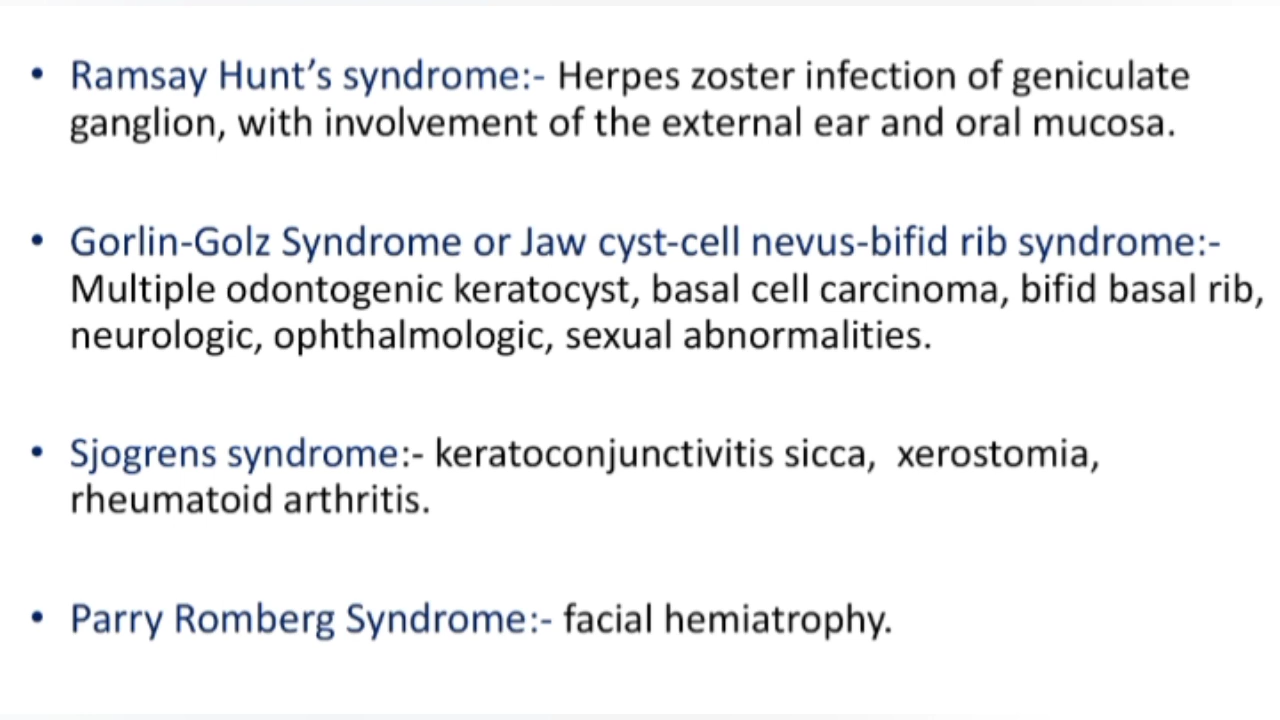 • Ramsay Hunt’s syndrome:- Herpes zoster infection of geniculate
ganglion, with involvement of the external ear and oral mucosa.
• Gorlin-Golz Syndrome or Jaw cyst-cell nevus-bifid rib syndrome:-
Multiple odontogenic keratocyst, basal cell carcinoma, bifid basal rib,
neurologic, ophthalmologic, sexual abnormalities.
• Sjogrens syndrome:- keratoconjunctivitis sicca, xerostomia,
rheumatoid arthritis.
• Parry Romberg Syndrome:- facial hemiatrophy.